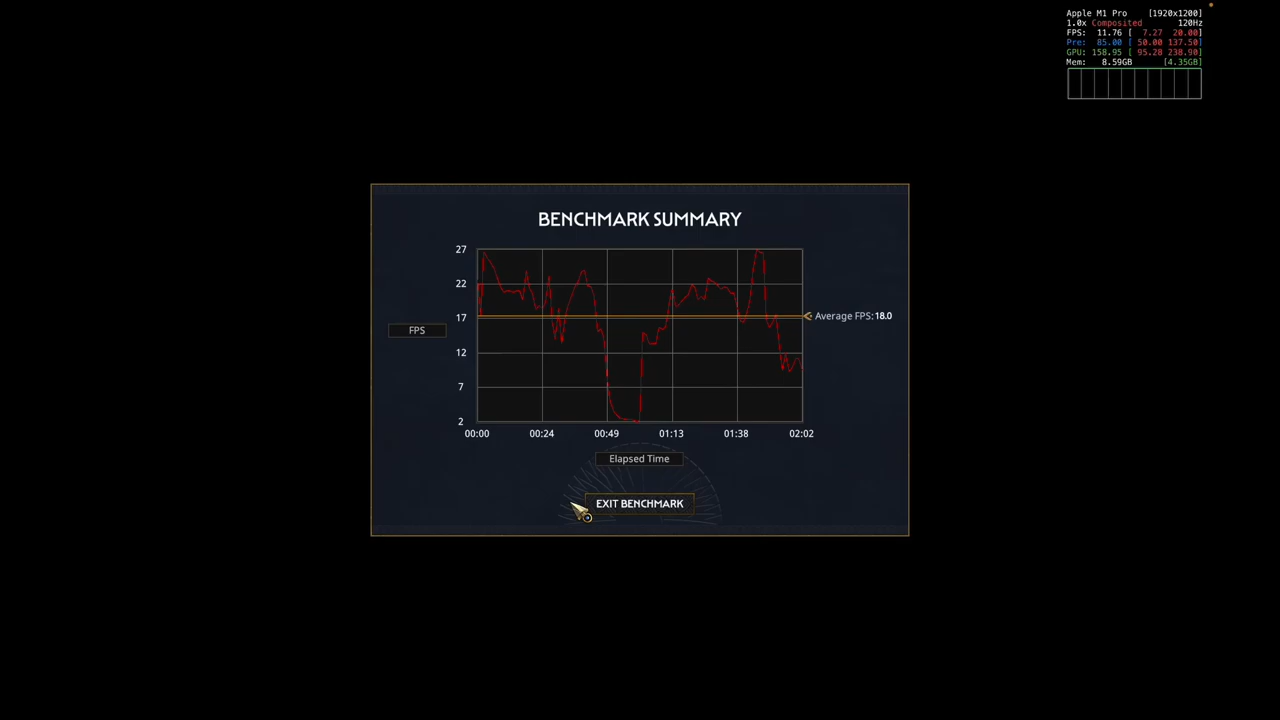 Apple M1 Pro [1920x1200]
1.0x Composited 120Hz
FPS: 11.76 [ 7.27 20.00]
Pre: 85.00 [ 50.00 137.50]
GPU: 158.95 [ 95.28 238.90]
Mem: 8.59GB [4.35GB]
BENCHMARK SUMMARY
27
22
17
12
7
2
FPS
Average FPS: 18.0
00:00 00:24 00:49 01:13 01:38 02:02
Elapsed Time
EXIT BENCHMARK